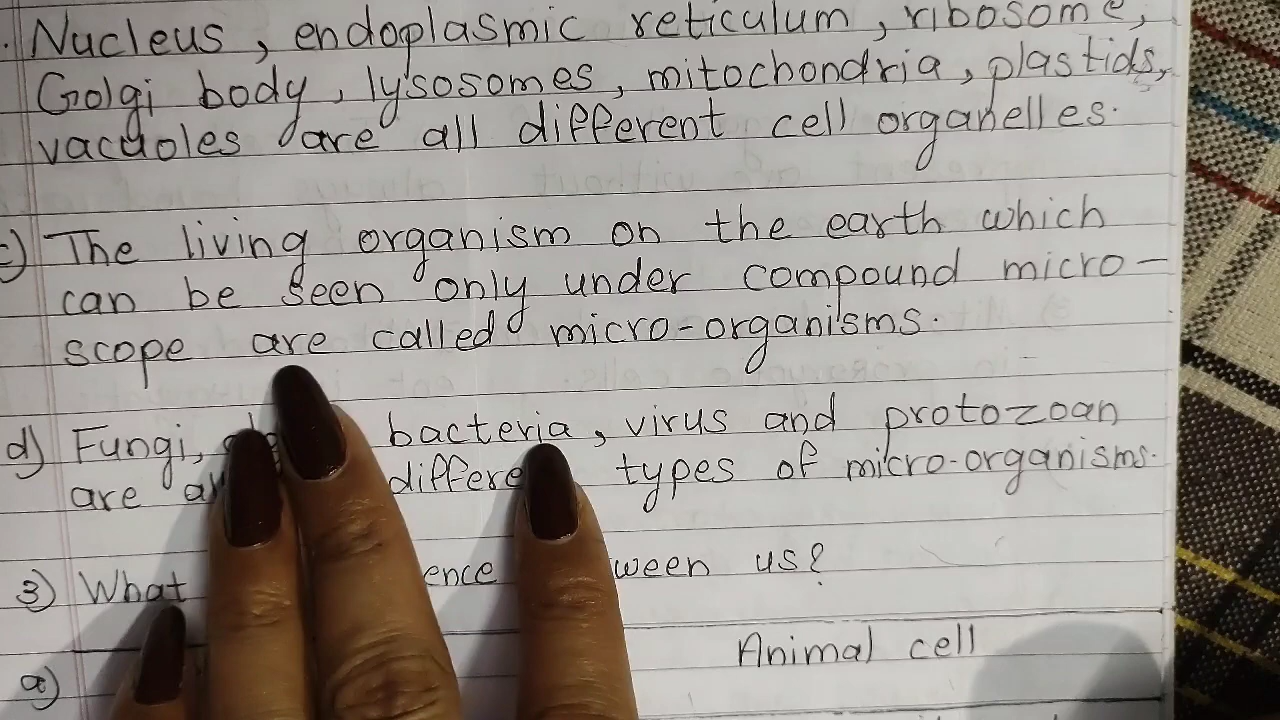 Nucleus, endoplasmic reticulum, ribosome,
Golgi body, lysosomes, mitochondria, plastids,
vacuoles are all different cell organelles.
c) The living organism on the earth which
can be seen only under compound micro-
scope are called micro-organisms.
d) Fungi, bacteria, virus and protozoan
are types of micro-organisms.
3) What us?
Animal cell
a)